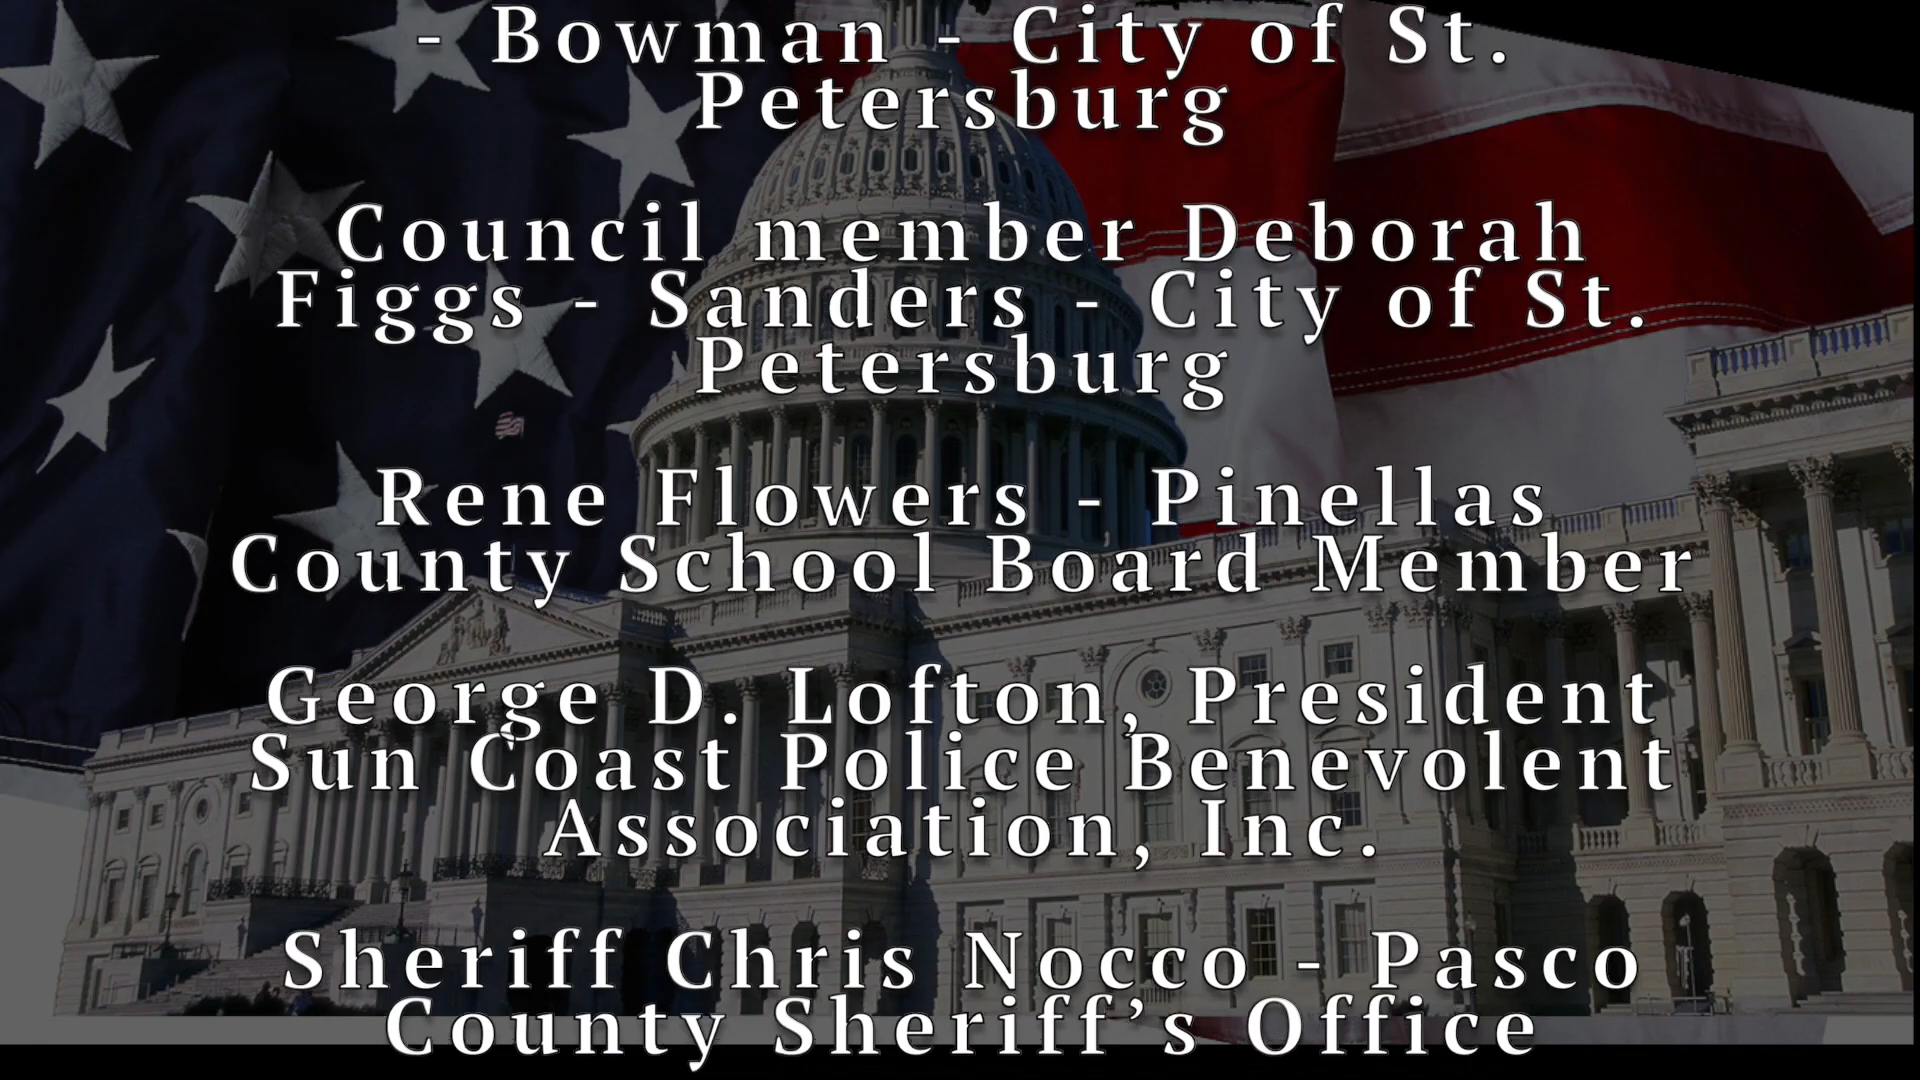 - Bowman - City of St.
Petersburg
Council member Deborah
Figgs - Sanders - City of St.
Petersburg
Rene Flowers - Pinellas
County School Board Member
George D. Lofton, President
Sun Coast Police Benevolent
Association, Inc.
Sheriff Chris Nocco - Pasco
County Sheriff’s Office